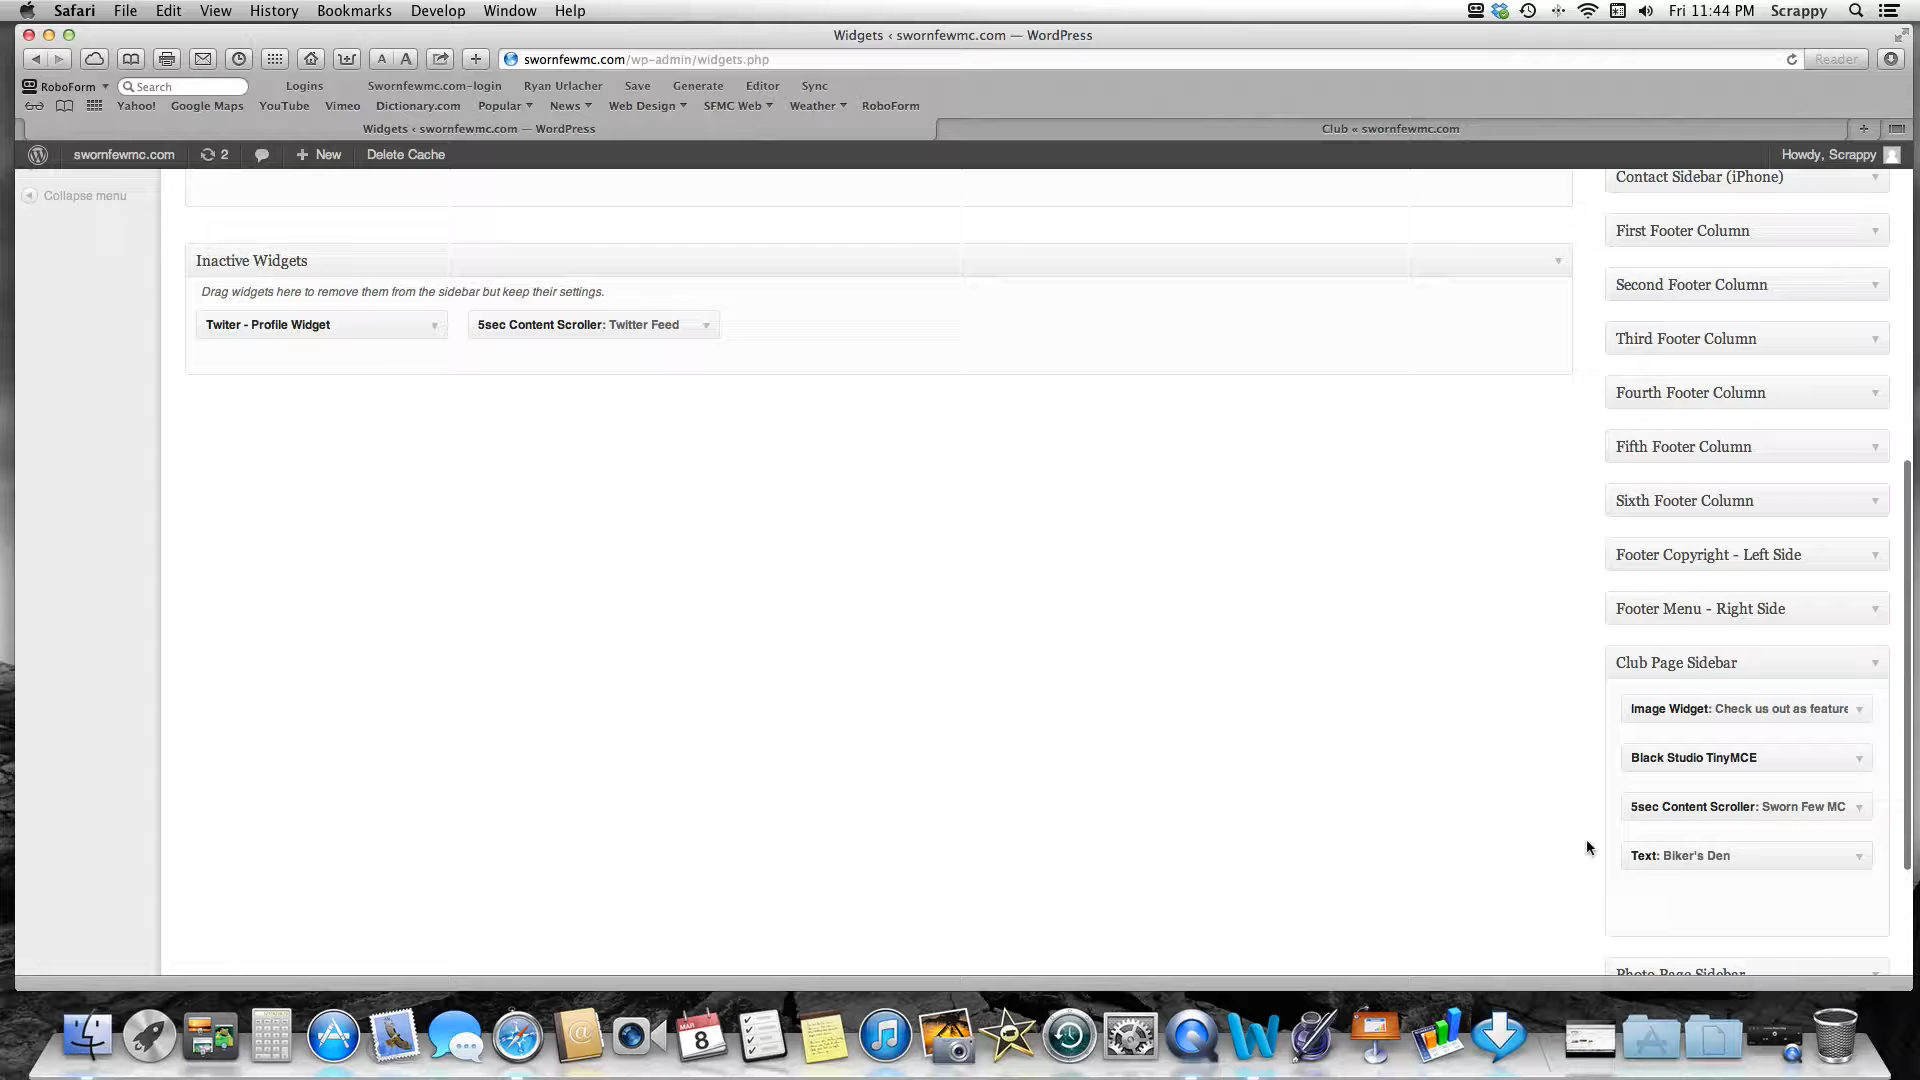 Safari File Edit View History Bookmarks Develop Window Help Fri 11:44 PM Scrappy
Widgets ‹ swornfewmc.com — WordPress
A A swornfewmc.com/wp-admin/widgets.php Reader
RoboForm Search Logins Swornfewmc.com-login Ryan Urlacher Save Generate Editor Sync
Yahoo! Google Maps YouTube Vimeo Dictionary.com Popular News Web Design SFMC Web Weather RoboForm
Widgets ‹ swornfewmc.com — WordPress Club « swornfewmc.com
swornfewmc.com 2 + New Delete Cache Howdy, Scrappy
Collapse menu
Inactive Widgets
Drag widgets here to remove them from the sidebar but keep their settings.
Twiter - Profile Widget
5sec Content Scroller: Twitter Feed
Contact Sidebar (iPhone)
First Footer Column
Second Footer Column
Third Footer Column
Fourth Footer Column
Fifth Footer Column
Sixth Footer Column
Footer Copyright - Left Side
Footer Menu - Right Side
Club Page Sidebar
Image Widget: Check us out as feature
Black Studio TinyMCE
5sec Content Scroller: Sworn Few MC
Text: Biker's Den
Photo Page Sidebar
MAR
8